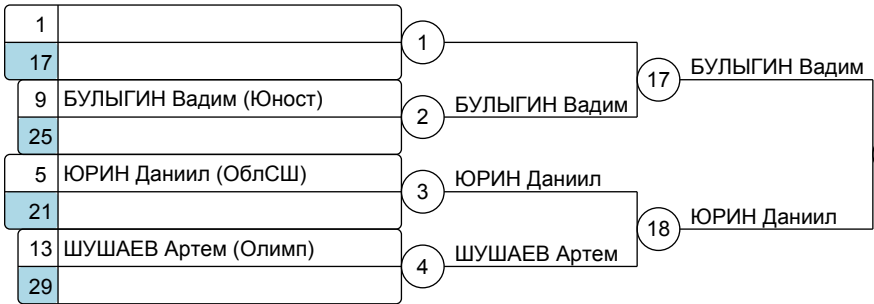 1
17
1
9 БУЛЫГИН Вадим (Юност)
25
2
БУЛЫГИН Вадим
17
БУЛЫГИН Вадим
5 ЮРИН Даниил (ОблСШ)
21
3
ЮРИН Даниил
13 ШУШАЕВ Артем (Олимп)
29
4
ШУШАЕВ Артем
18
ЮРИН Даниил